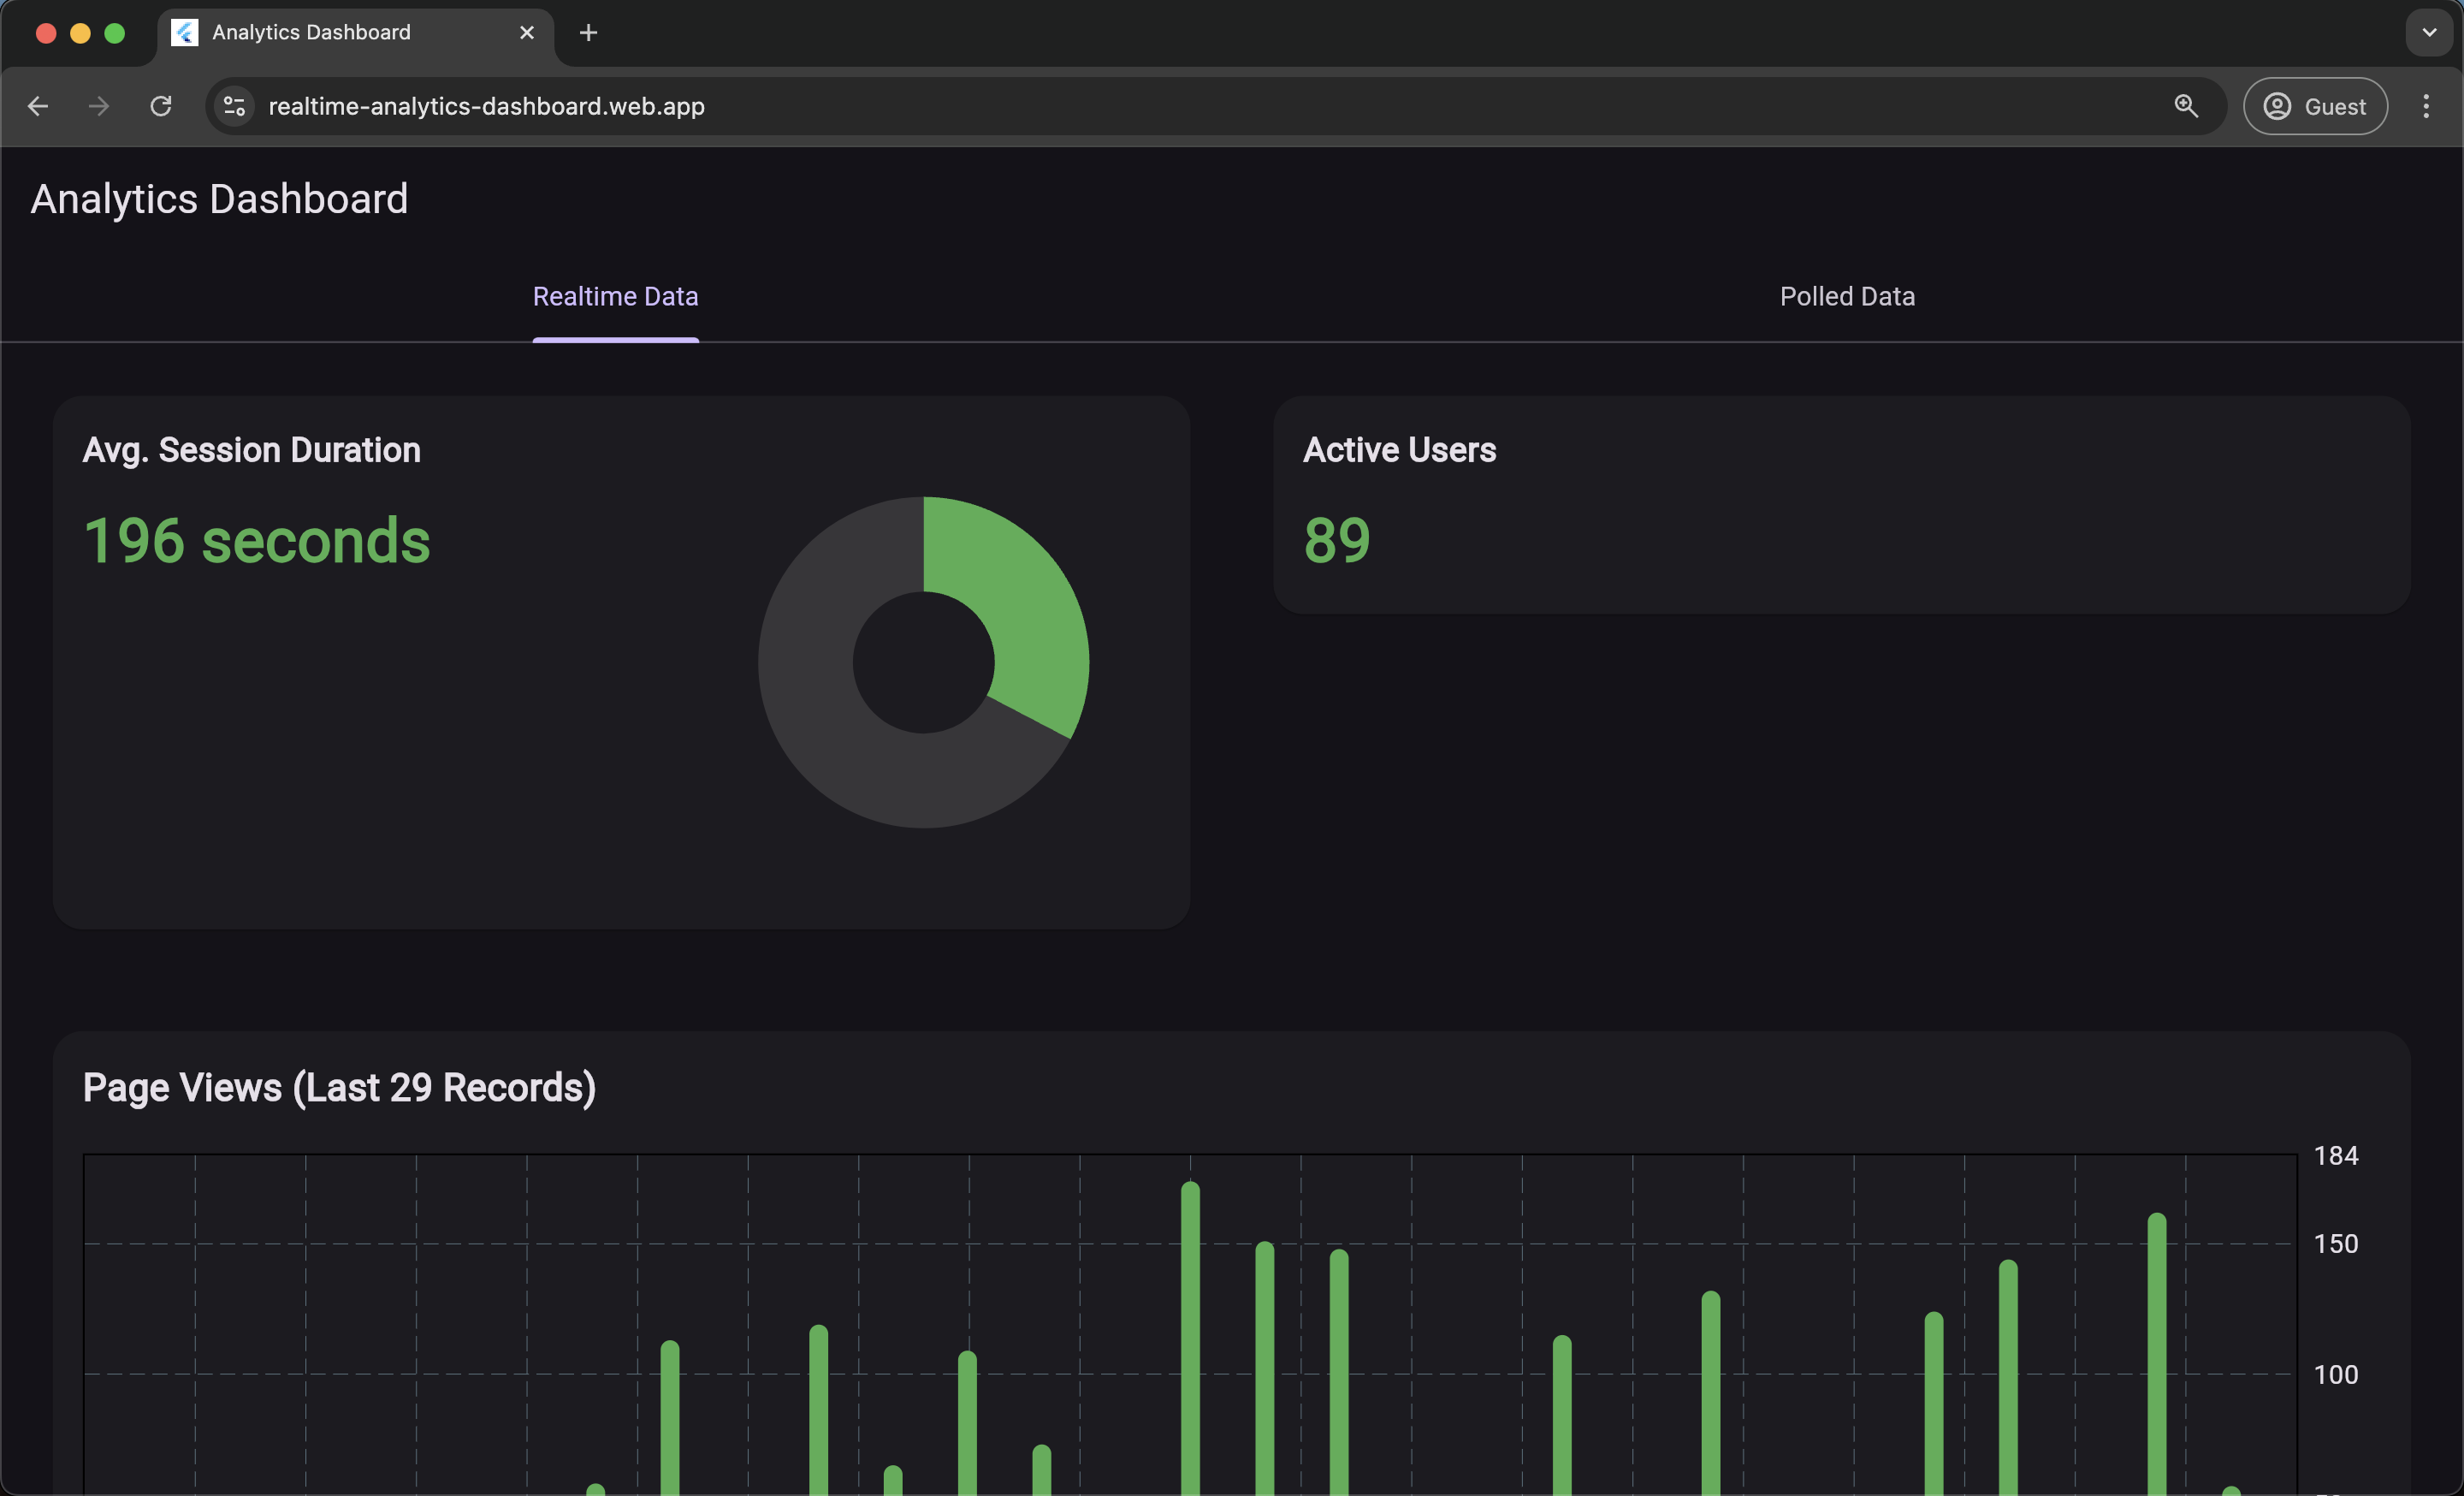 Analytics Dashboard
realtime-analytics-dashboard.web.app
Guest
Analytics Dashboard
Realtime Data
Polled Data
Avg. Session Duration
196 seconds
Active Users
89
Page Views (Last 29 Records)
184
150
100